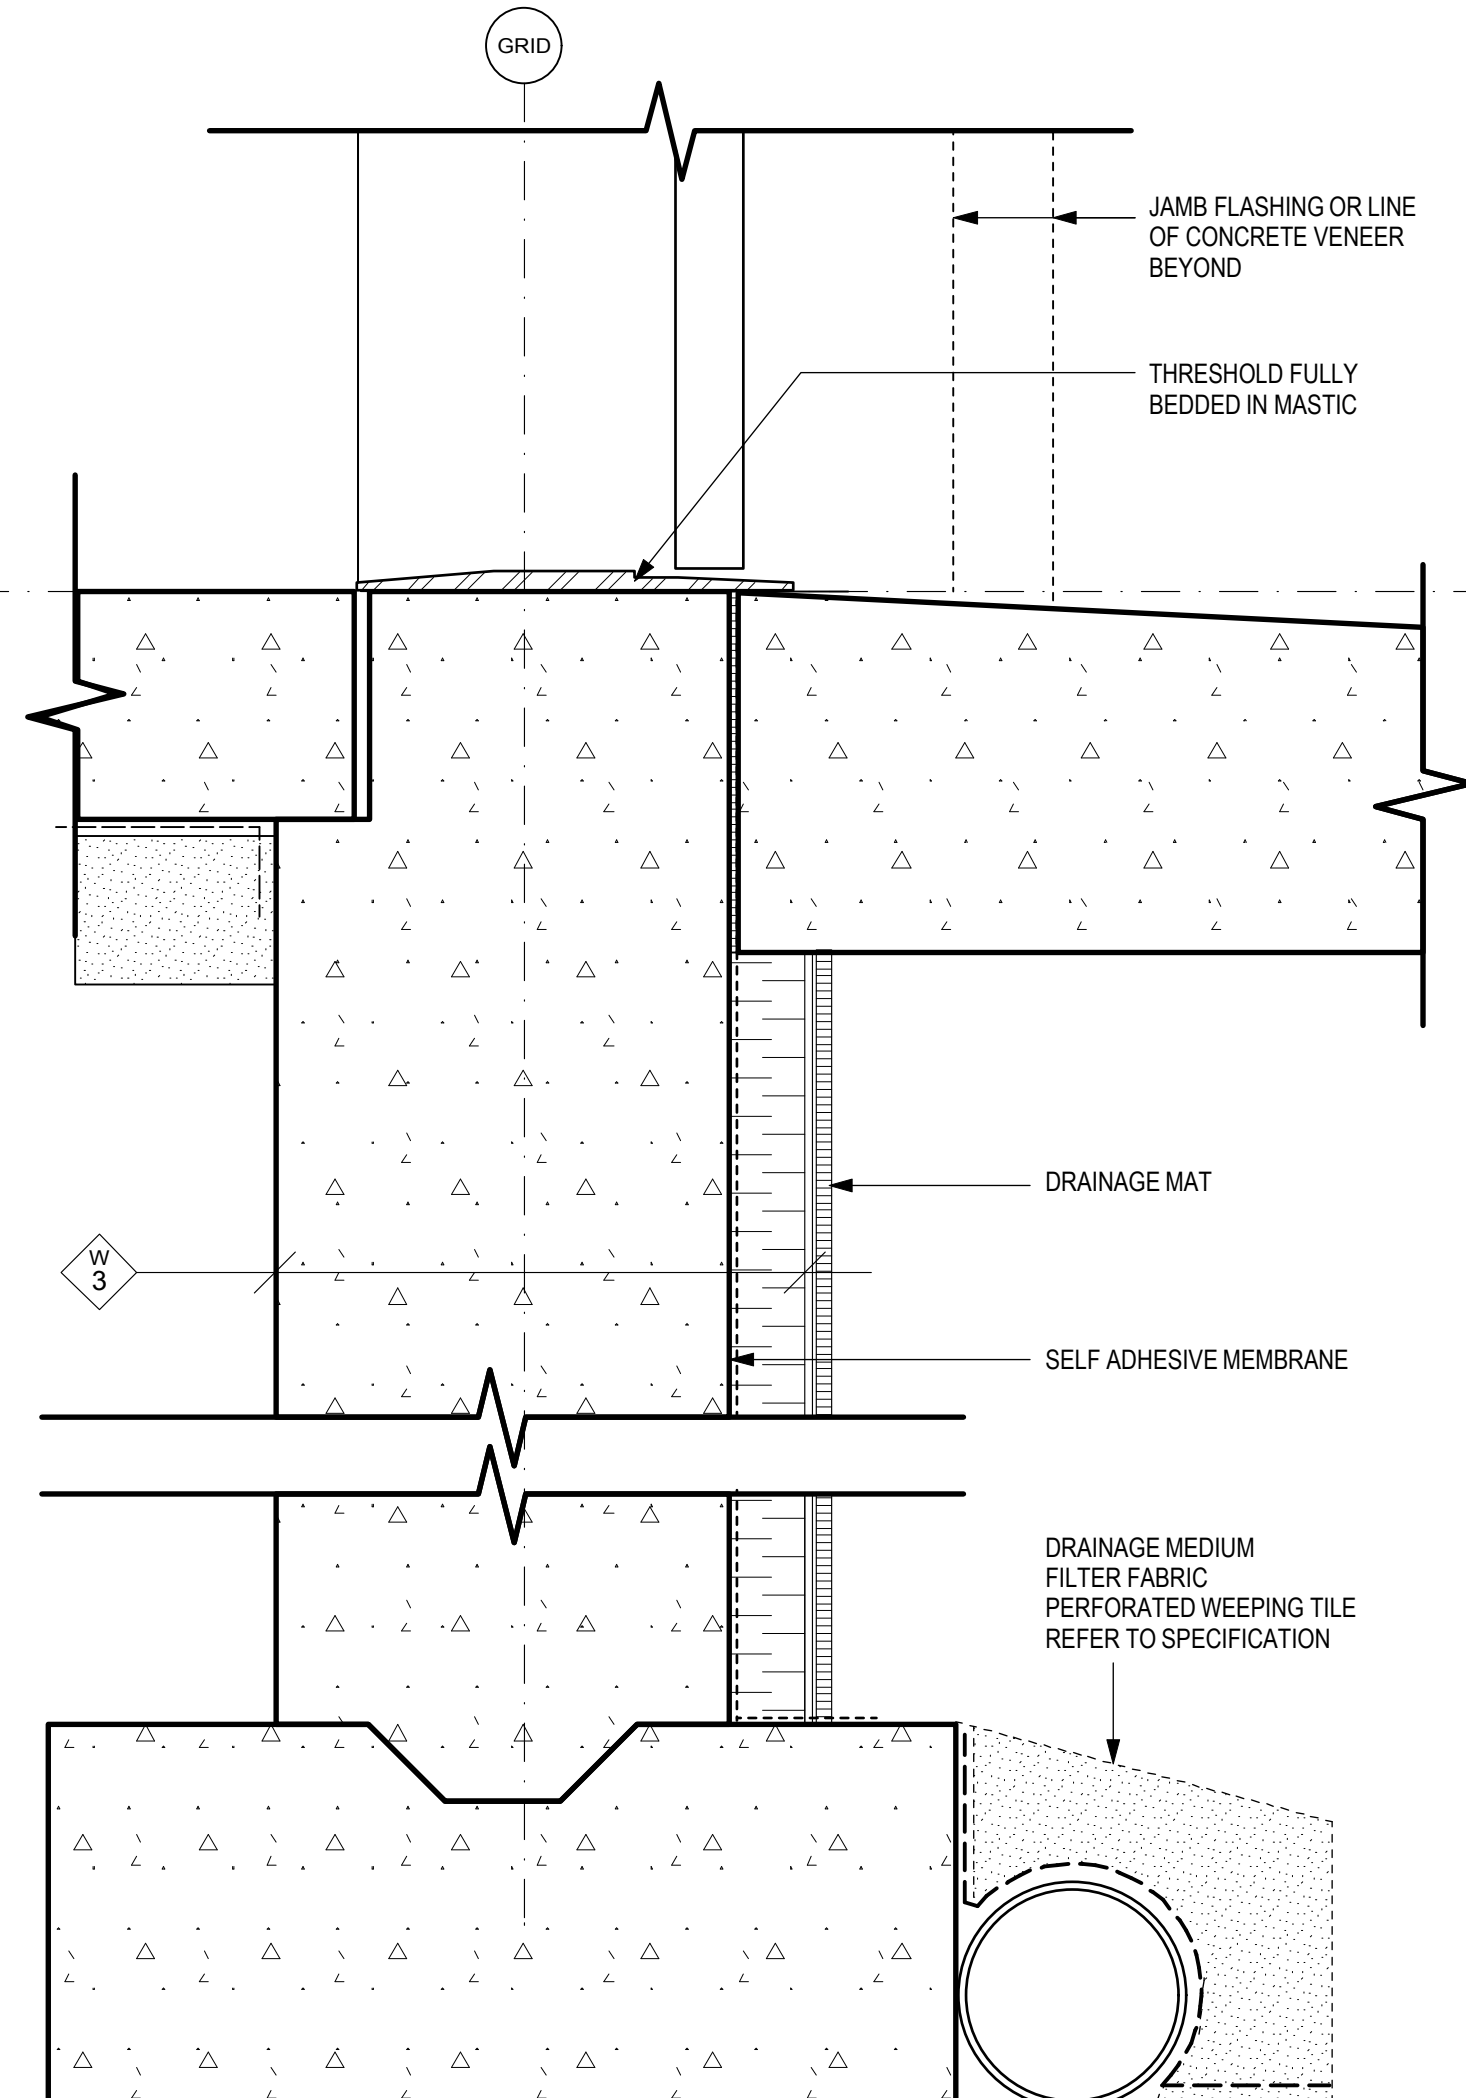 GRID
JAMB FLASHING OR LINE
OF CONCRETE VENEER
BEYOND
THRESHOLD FULLY
BEDDED IN MASTIC
DRAINAGE MAT
W
3
SELF ADHESIVE MEMBRANE
DRAINAGE MEDIUM
FILTER FABRIC
PERFORATED WEEPING TILE
REFER TO SPECIFICATION